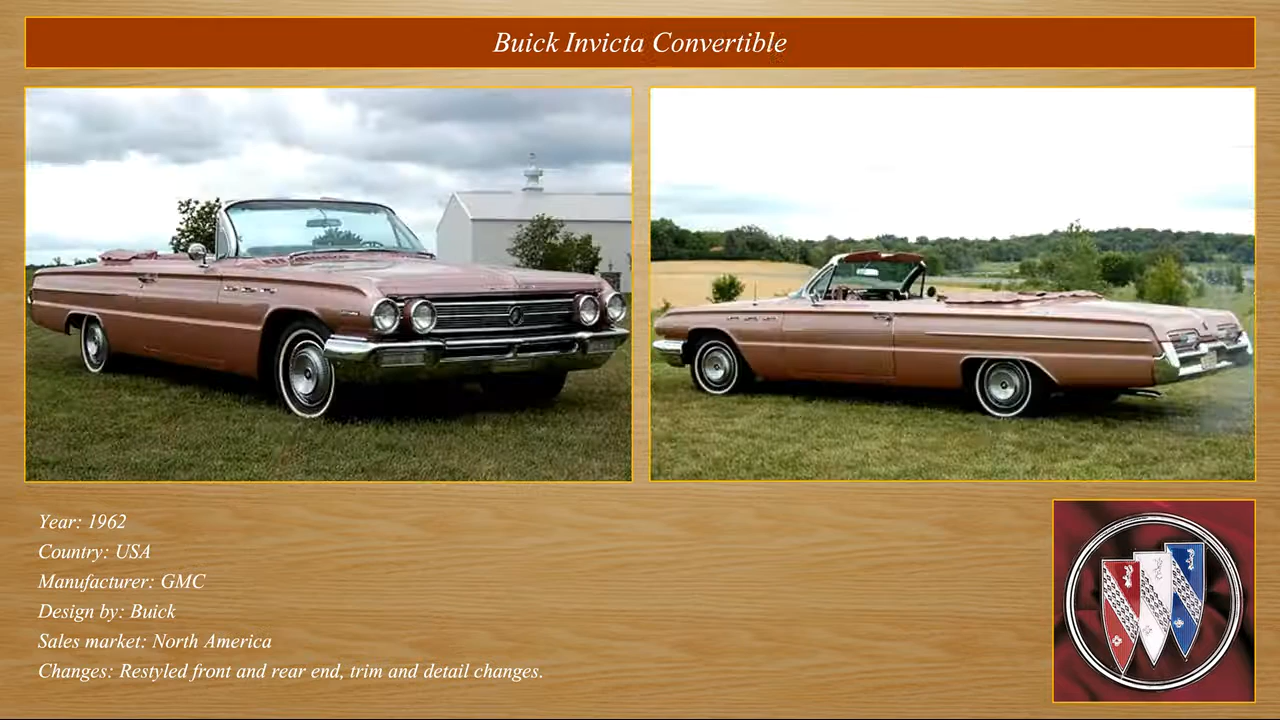 Buick Invicta Convertible
Year: 1962
Country: USA
Manufacturer: GMC
Design by: Buick
Sales market: North America
Changes: Restyled front and rear end, trim and detail changes.